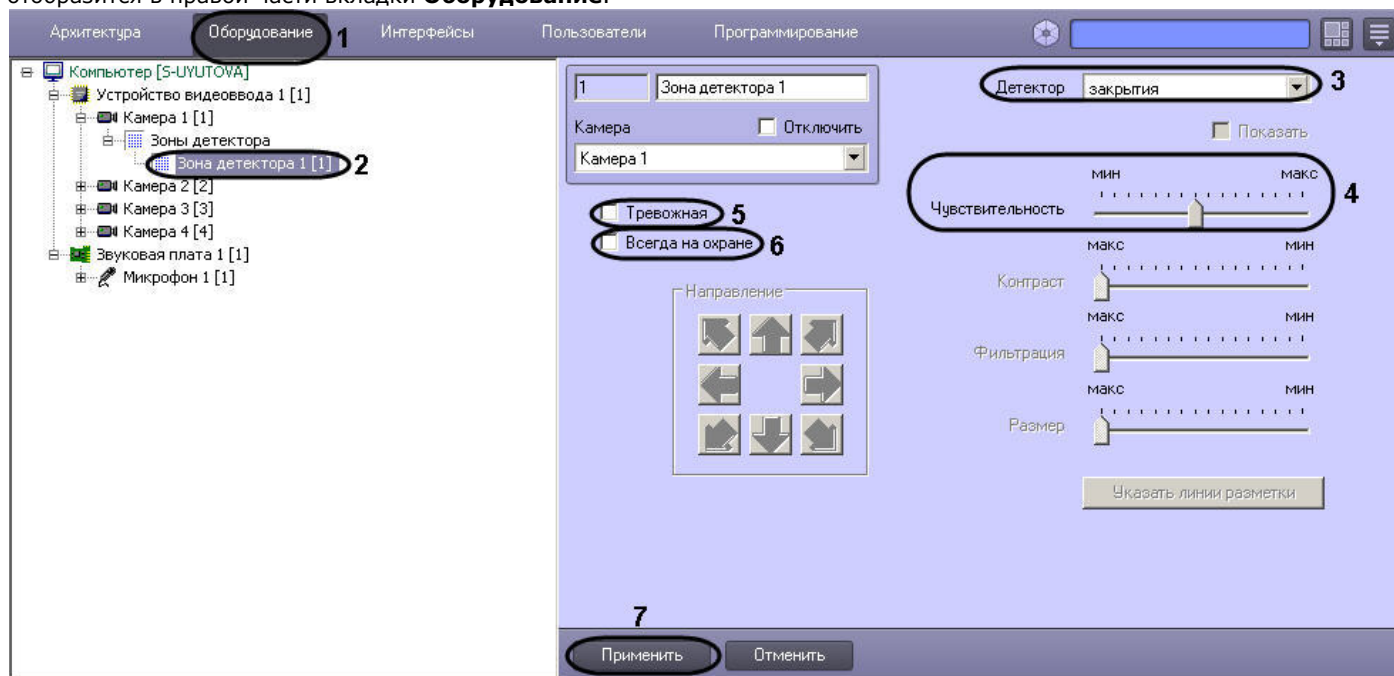 отобразится в правой части вкладки Оборудование.
Архитектура Оборудование 1 Интерфейсы Пользователи Программирование
Компьютер [S-UYUTOVA]
Устройство видеоввода 1 [1]
Камера 1 [1]
Зоны детектора
Зона детектора 1 [1] 2
Камера 2 [2]
Камера 3 [3]
Камера 4 [4]
Звуковая плата 1 [1]
Микрофон 1 [1]
1 Зона детектора 1
Камера Отключить
Камера 1
Тревожная 5
Всегда на охране 6
Направление
Детектор закрытия 3
Показать
мин макс
Чувствительность 4
макс мин
Контраст
макс мин
Фильтрация
макс мин
Размер
Указать линии разметки
7
Применить Отменить